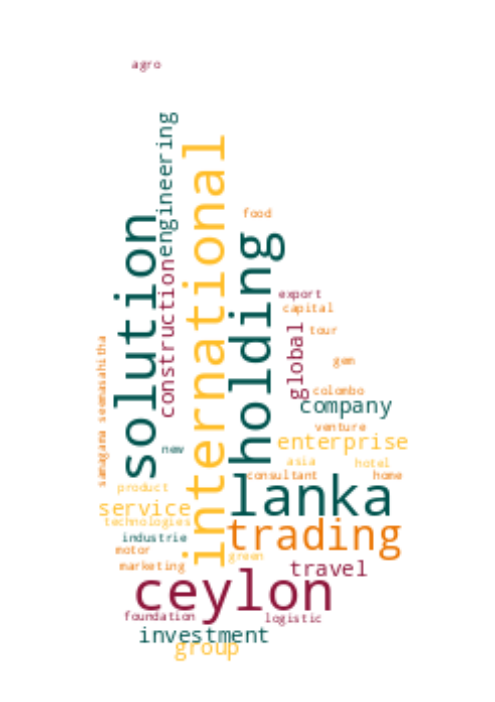 agro
engineering
international
solution
food
holding
construction
export
capital
global
tour
samagama seemasahitha
gem
colombo
company
venture
enterprise
new
asia
hotel
consultant
home
lanka
product
service
technologies
trading
industrie
motor
green
marketing
travel
ceylon
foundation
logistic
investment
group